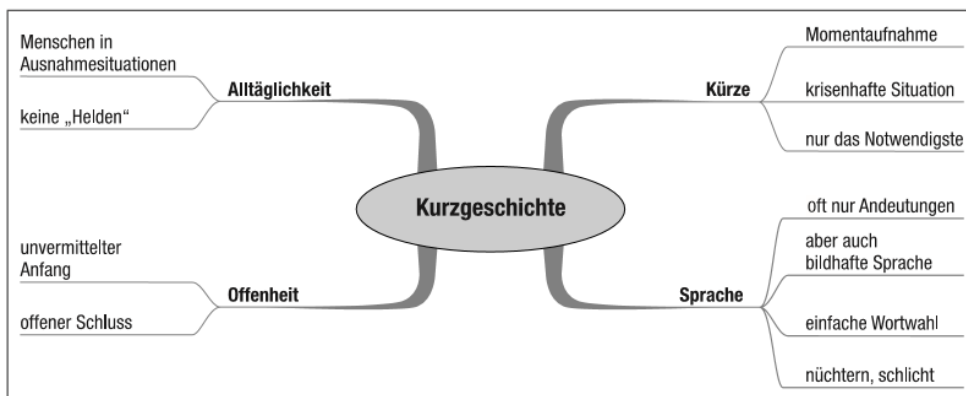 Menschen in
Ausnahmesituationen
keine „Helden“
Alltäglichkeit
Momentaufnahme
Kürze
krisenhafte Situation
nur das Notwendigste
Kurzgeschichte
unvermittelter
Anfang
offener Schluss
Offenheit
oft nur Andeutungen
aber auch
bildhafte Sprache
Sprache
einfache Wortwahl
nüchtern, schlicht